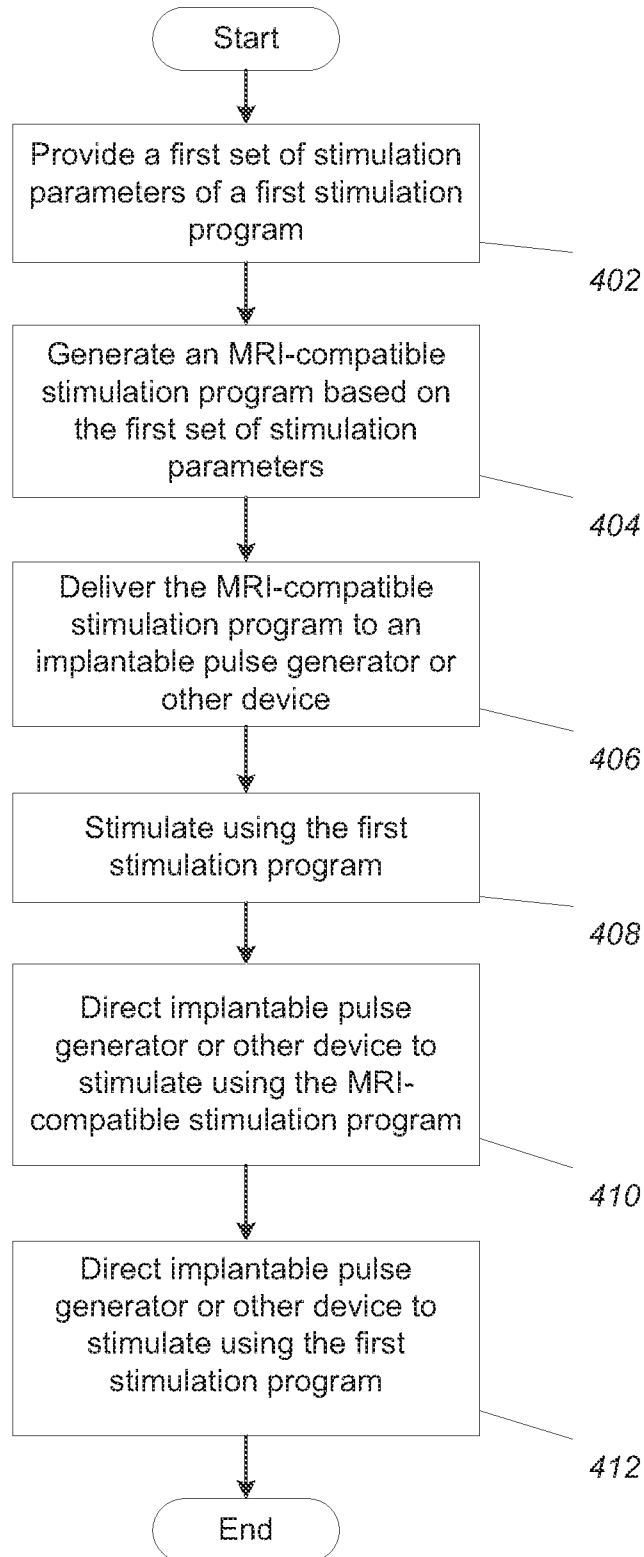 Start
Provide a first set of stimulation
parameters of a first stimulation
program
402
Generate an MRI-compatible
stimulation program based on
the first set of stimulation
parameters
404
Deliver the MRI-compatible
stimulation program to an
implantable pulse generator or
other device
406
Stimulate using the first
stimulation program
408
Direct implantable pulse
generator or other device to
stimulate using the MRI-
compatible stimulation program
410
Direct implantable pulse
generator or other device to
stimulate using the first
stimulation program
412
End